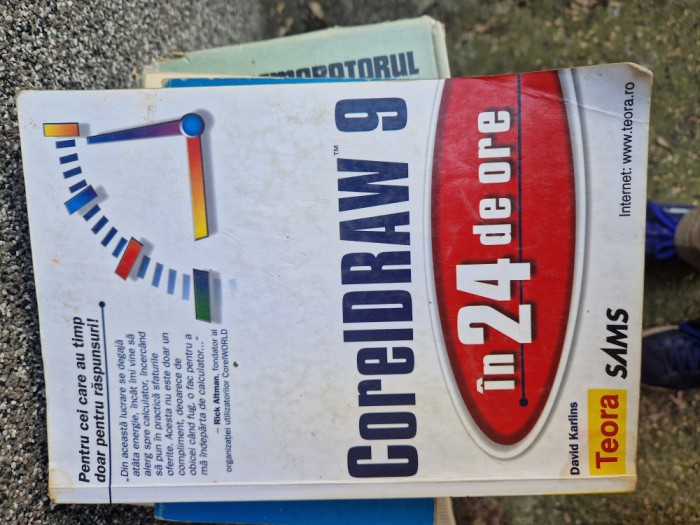 Pentru cei care au timp
doar pentru răspunsuri!
„Din această lucrare se degajă
atâta energie, încât îmi vine să
alerg spre calculator, încercând
să pun în practică sfaturile
oferite. Acesta nu este doar un
compliment, deoarece de
obicei când fug, o fac pentru a
mă îndepărta de calculator...“
– Rick Altman, fondator al
organizației utilizatorilor CorelWORLD
CorelDRAW™ 9
în 24 de ore
David Karlins
Teora SAMS
Internet: www.teora.ro